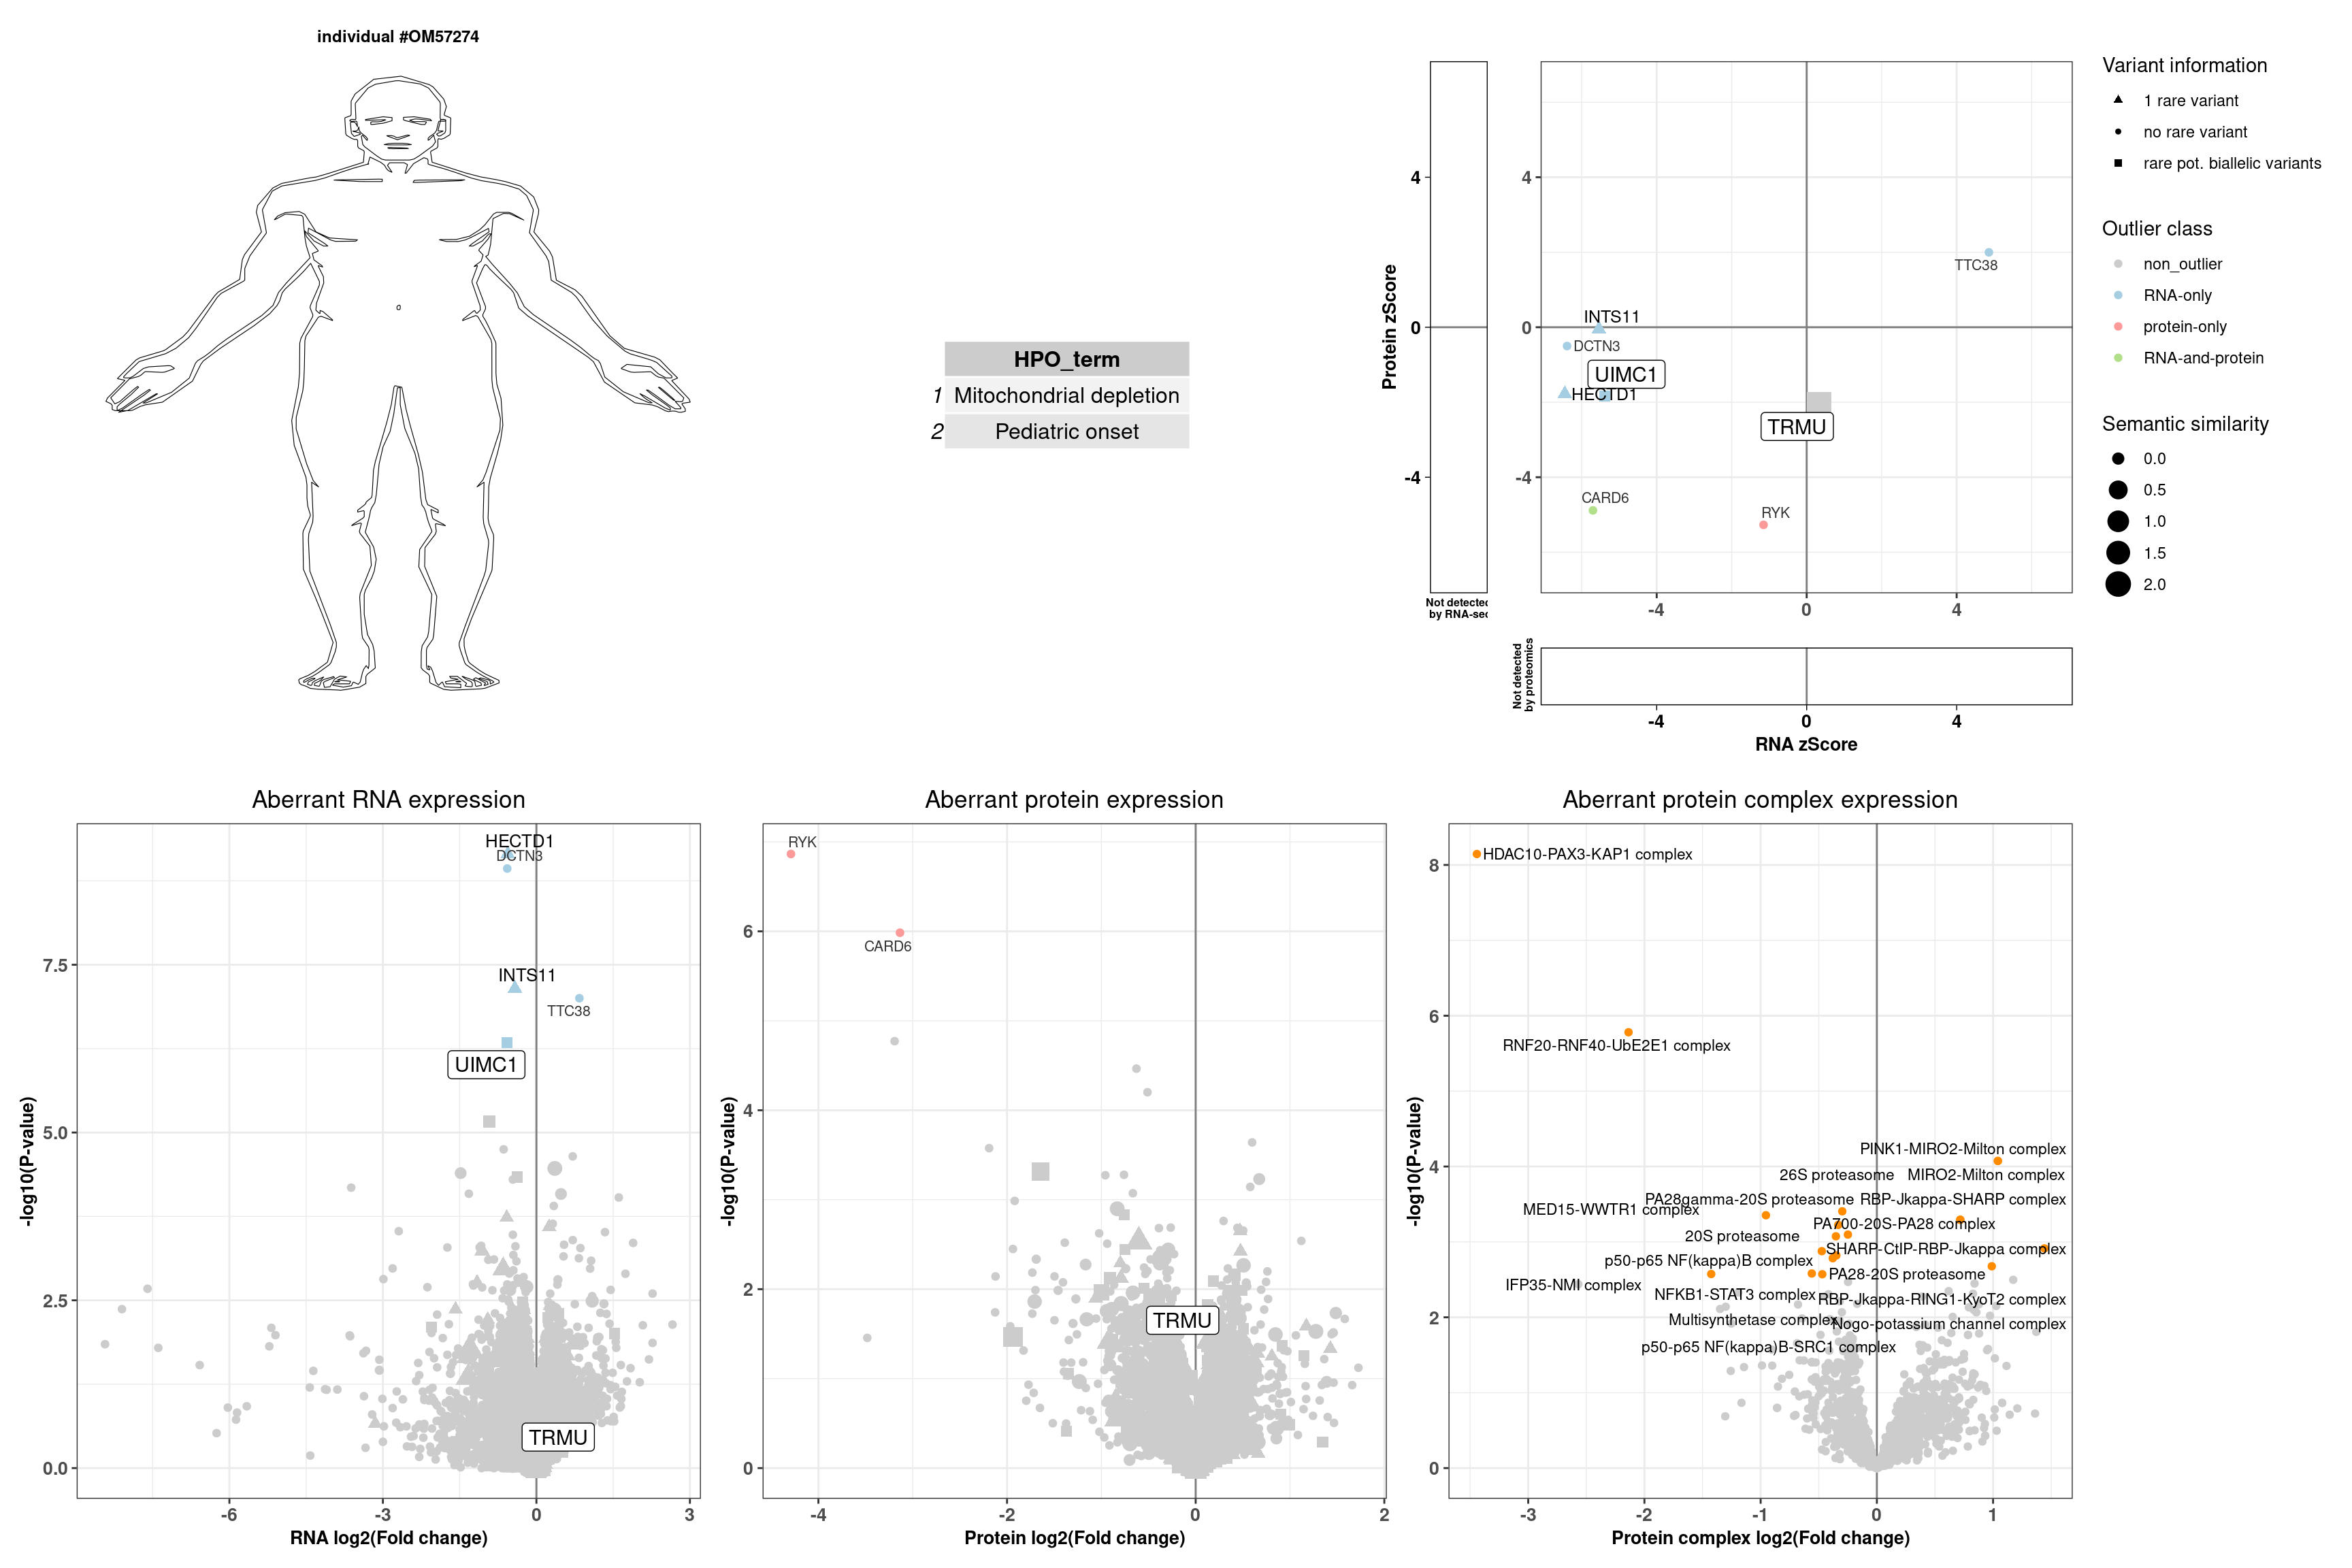 individual #OM57274
HPO_term
1 Mitochondrial depletion
2 Pediatric onset
Protein zScore
4
0
-4
Not detected
by RNA-sec
4
0
-4
TTC38
INTS11
DCTN3
UIMC1
HECTD1
TRMU
CARD6
RYK
-4 0 4
Not detected
by proteomics
-4 0 4
RNA zScore
Variant information
1 rare variant
no rare variant
rare pot. biallelic variants
Outlier class
non_outlier
RNA-only
protein-only
RNA-and-protein
Semantic similarity
0.0
0.5
1.0
1.5
2.0
Aberrant RNA expression
-log10(P-value)
7.5
5.0
2.5
0.0
HECTD1
DCTN3
INTS11
TTC38
UIMC1
TRMU
-6 -3 0 3
RNA log2(Fold change)
Aberrant protein expression
-log10(P-value)
6
4
2
0
RYK
CARD6
TRMU
-4 -2 0 2
Protein log2(Fold change)
Aberrant protein complex expression
-log10(P-value)
8
6
4
2
0
HDAC10-PAX3-KAP1 complex
RNF20-RNF40-UbE2E1 complex
PINK1-MIRO2-Milton complex
26S proteasome MIRO2-Milton complex
PA28gamma-20S proteasome RBP-Jkappa-SHARP complex
MED15-WWTR1 complex
PA700-20S-PA28 complex
20S proteasome
SHARP-CtIP-RBP-Jkappa complex
p50-p65 NF(kappa)B complex
PA28-20S proteasome
IFP35-NMI complex
NFKB1-STAT3 complex
RBP-Jkappa-RING1-KyoT2 complex
Multisynthetase complex
Nogo-potassium channel complex
p50-p65 NF(kappa)B-SRC1 complex
-3 -2 -1 0 1
Protein complex log2(Fold change)